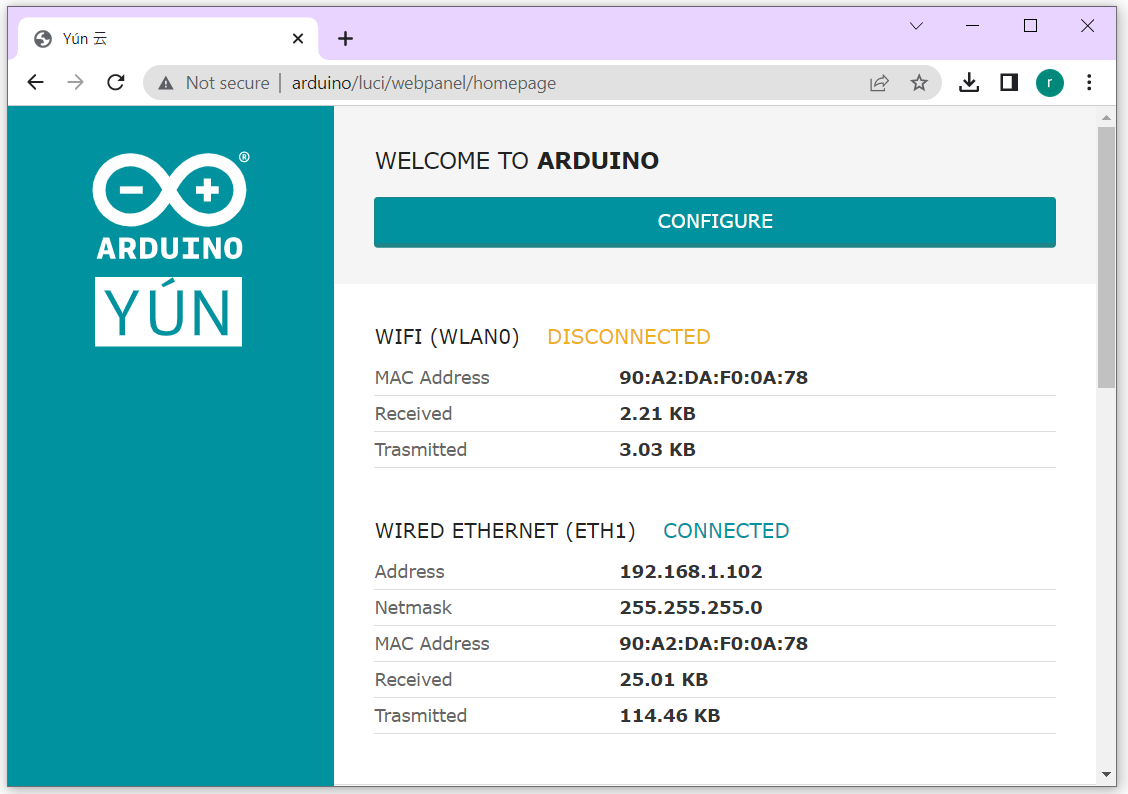 Yún 云
Not secure | arduino/luci/webpanel/homepage
r
®
ARDUINO
YÚN
WELCOME TO ARDUINO
CONFIGURE
WIFI (WLAN0) DISCONNECTED
MAC Address 90:A2:DA:F0:0A:78
Received 2.21 KB
Trasmitted 3.03 KB
WIRED ETHERNET (ETH1) CONNECTED
Address 192.168.1.102
Netmask 255.255.255.0
MAC Address 90:A2:DA:F0:0A:78
Received 25.01 KB
Trasmitted 114.46 KB